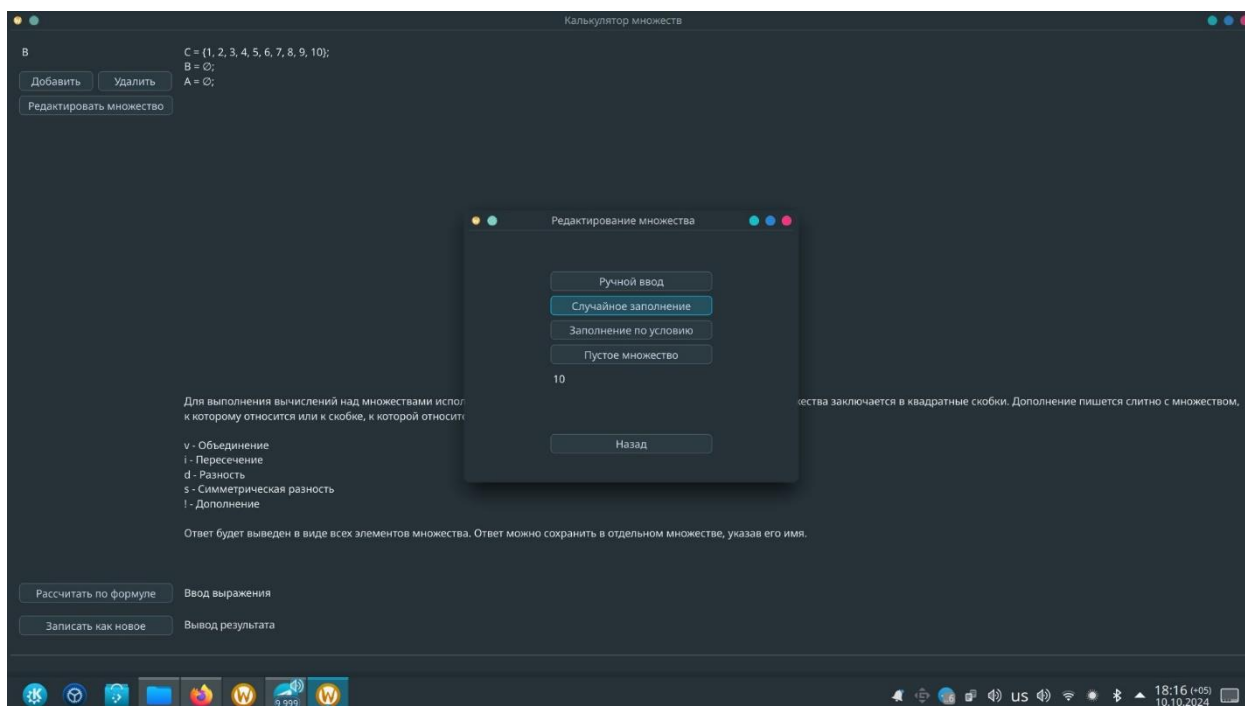 Калькулятор множеств
B
C = {1, 2, 3, 4, 5, 6, 7, 8, 9, 10};
B = ∅;
A = ∅;
Добавить Удалить
Редактировать множество
Редактирование множества
Ручной ввод
Случайное заполнение
Заполнение по условию
Пустое множество
10
Назад
Для выполнения вычислений над множествами заключается в квадратные скобки. Дополнение пишется слитно с множеством,
к которому относится или к скобке, к которой
v - Объединение
i - Пересечение
d - Разность
s - Симметрическая разность
! - Дополнение
Ответ будет выведен в виде всех элементов множества. Ответ можно сохранить в отдельном множестве, указав его имя.
Рассчитать по формуле Ввод выражения
Записать как новое Вывод результата
9.999
US
18:16 (+05)
10.10.2024